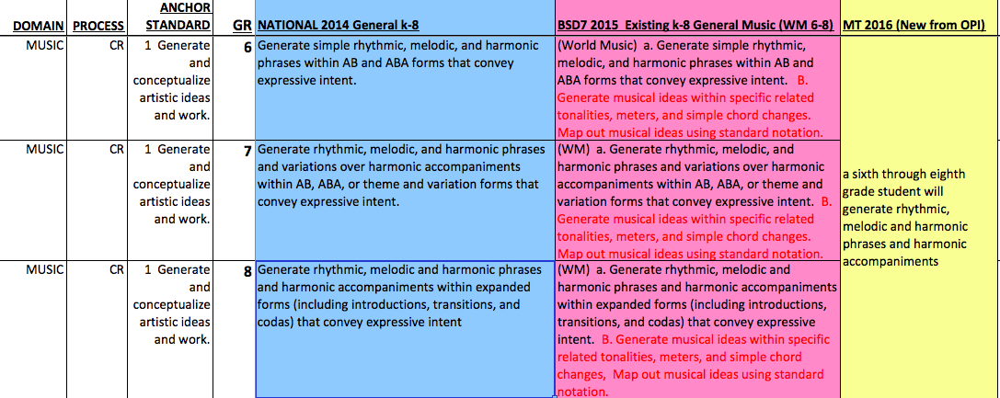 DOMAIN PROCESS ANCHOR STANDARD GR NATIONAL 2014 General k-8 BSD7 2015  Existing k-8 General Music (WM 6-8) MT 2016 (New from OPI)
MUSIC CR 1  Generate and conceptualize artistic ideas and work. 6
Generate simple rhythmic, melodic, and harmonic
phrases within AB and ABA forms that convey
expressive intent.
(World Music)  a. Generate simple rhythmic,
melodic, and harmonic phrases within AB and
ABA forms that convey expressive intent.   B.
Generate musical ideas within specific related
tonalities, meters, and simple chord changes.
Map out musical ideas using standard notation.
MUSIC CR 1  Generate and conceptualize artistic ideas and work. 7
Generate rhythmic, melodic, and harmonic phrases
and variations over harmonic accompaniments
within AB, ABA, or theme and variation forms that
convey expressive intent.
(WM)  a. Generate rhythmic, melodic, and
harmonic phrases and variations over harmonic
accompaniments within AB, ABA, or theme and
variation forms that convey expressive intent.  B.
Generate musical ideas within specific related
tonalities, meters, and simple chord changes.
Map out musical ideas using standard notation.
a sixth through eighth
grade student will
generate rhythmic,
melodic and harmonic
phrases and harmonic
accompaniments
MUSIC CR 1  Generate and conceptualize artistic ideas and work. 8
Generate rhythmic, melodic and harmonic phrases
and harmonic accompaniments within expanded
forms (including introductions, transitions, and
codas) that convey expressive intent
(WM)  a. Generate rhythmic, melodic and
harmonic phrases and harmonic accompaniments
within expanded forms (including introductions,
transitions, and codas) that convey expressive
intent.  B. Generate musical ideas within specific
related tonalities, meters, and simple chord
changes,  Map out musical ideas using standard
notation.